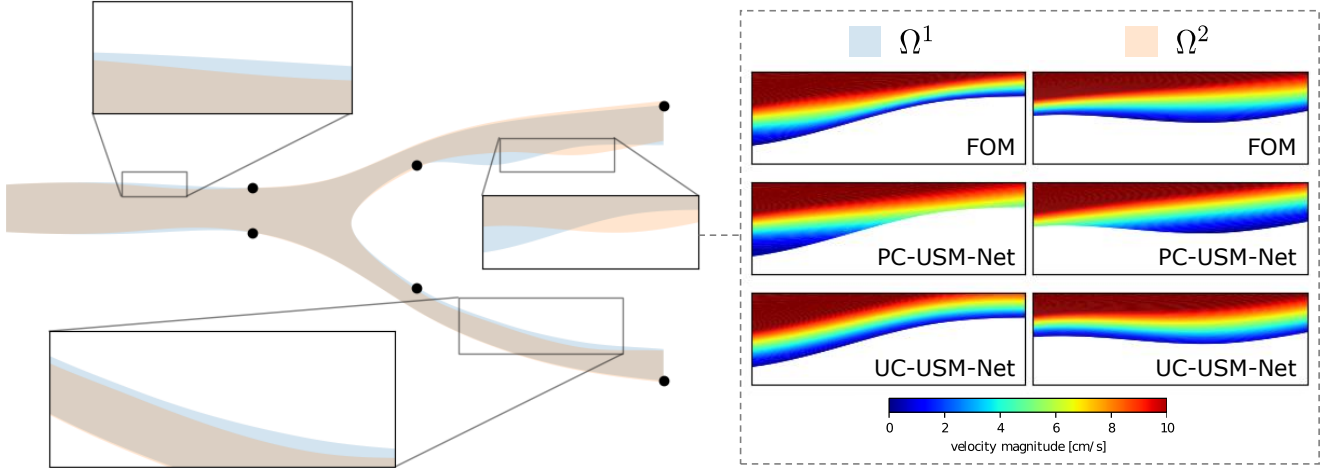 Ω¹ Ω²
FOM FOM
PC-USM-Net PC-USM-Net
UC-USM-Net UC-USM-Net
0 2 4 6 8 10
velocity magnitude [cm/s]